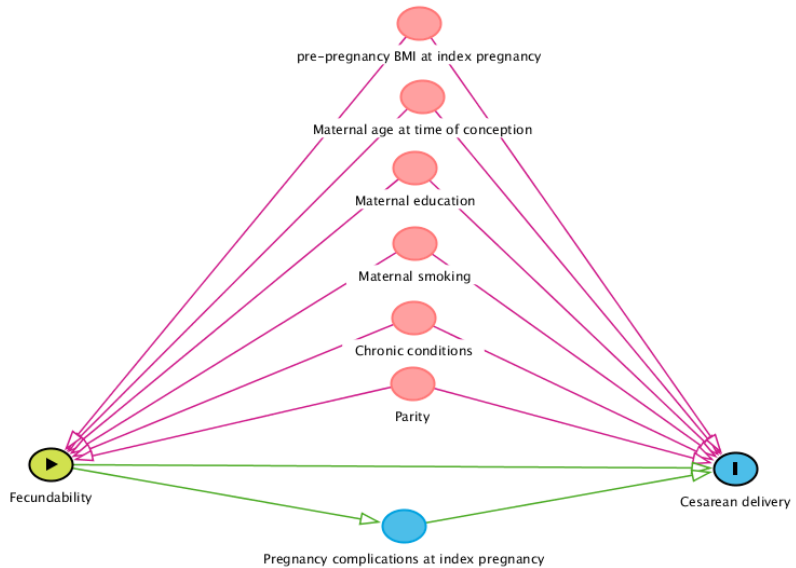 pre-pregnancy BMI at index pregnancy
Maternal age at time of conception
Maternal education
Maternal smoking
Chronic conditions
Parity
Fecundability
Cesarean delivery
Pregnancy complications at index pregnancy